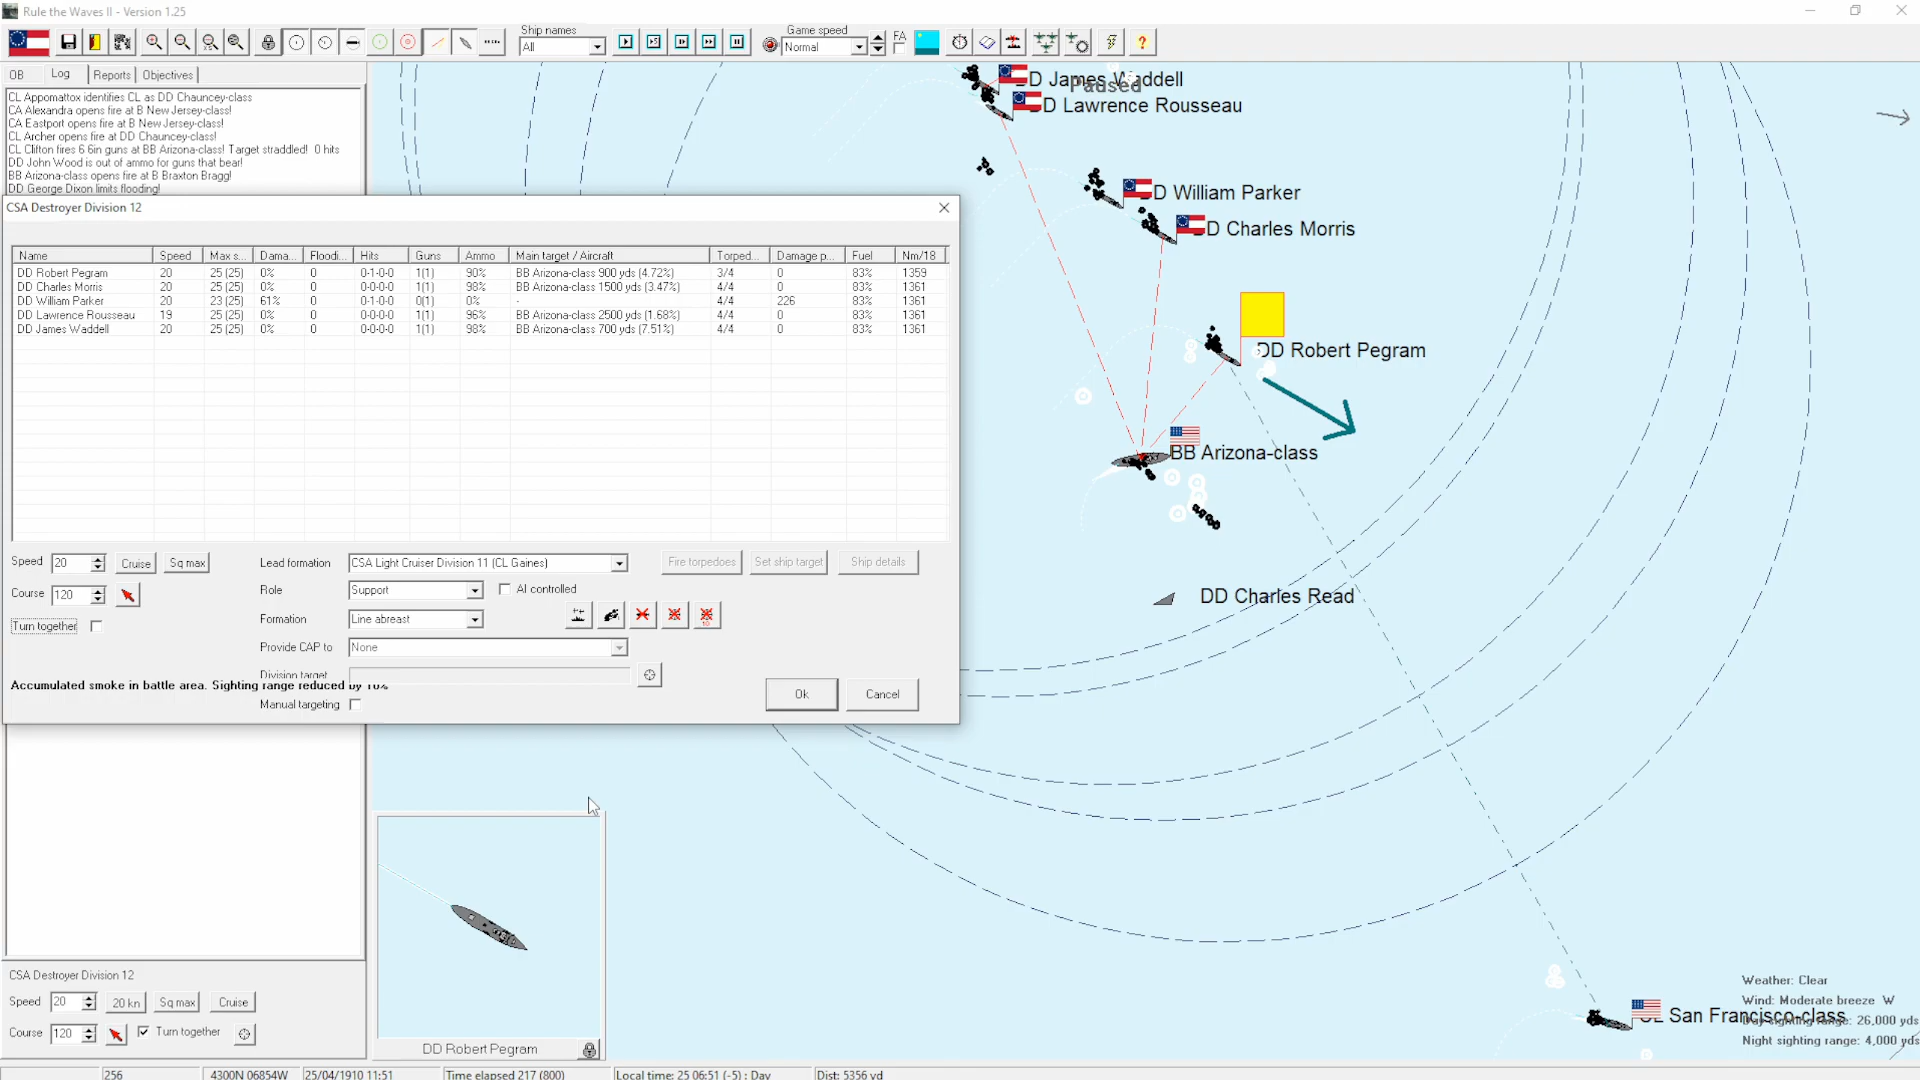 Rule the Waves II - Version 1.25
Ship names
All
Game speed
Normal
FA
OB
Log
Reports
Objectives
CL Appomattox identifies CL as DD Chauncey-class
CA Alexandra opens fire at B New Jersey-class!
CA Eastport opens fire at B New Jersey-class!
CL Archer opens fire at DD Chauncey-class!
CL Clifton fires 6 6in guns at BB Arizona-class! Target straddled! 0 hits
DD John Wood is out of ammo for guns that bear!
BB Arizona-class opens fire at B Braxton Bragg!
DD George Dixon limits flooding!
CSA Destroyer Division 12
Name Speed Max s... Dama... Floodi... Hits Guns Ammo Main target / Aircraft Torped... Damage p... Fuel Nm/18
DD Robert Pegram 20 25 (25) 0% 0 0-1-0-0 1(1) 90% BB Arizona-class 900 yds (4.72%) 3/4 0 83% 1359
DD Charles Morris 20 25 (25) 0% 0 0-0-0-0 1(1) 98% BB Arizona-class 1500 yds (3.47%) 4/4 0 83% 1361
DD William Parker 20 23 (25) 61% 0 0-1-0-0 0(1) 0% - 4/4 226 83% 1361
DD Lawrence Rousseau 19 25 (25) 0% 0 0-0-0-0 1(1) 96% BB Arizona-class 2500 yds (1.68%) 4/4 0 83% 1361
DD James Waddell 20 25 (25) 0% 0 0-0-0-0 1(1) 98% BB Arizona-class 700 yds (7.51%) 4/4 0 83% 1361
Speed 20 Cruise Sq max
Course 120
Turn together
Lead formation CSA Light Cruiser Division 11 (CL Gaines)
Role Support AI controlled
Formation Line abreast
Provide CAP to None
Division target
Manual targeting
Fire torpedoes Set ship target Ship details
10
Accumulated smoke in battle area. Sighting range reduced by 10%
Ok Cancel
D James Waddell
Paused
D Lawrence Rousseau
D William Parker
D Charles Morris
DD Robert Pegram
BB Arizona-class
DD Charles Read
San Francisco-class
Weather: Clear
Wind: Moderate breeze W
Day sighting range: 26,000 yds
Night sighting range: 4,000 yds
CSA Destroyer Division 12
Speed 20 20 kn Sq max Cruise
Course 120 Turn together
DD Robert Pegram
256 4300N 06854W 25/04/1910 11:51 Time elapsed 217 (800) Local time: 25 06:51 (-5) : Day Dist: 5356 yd